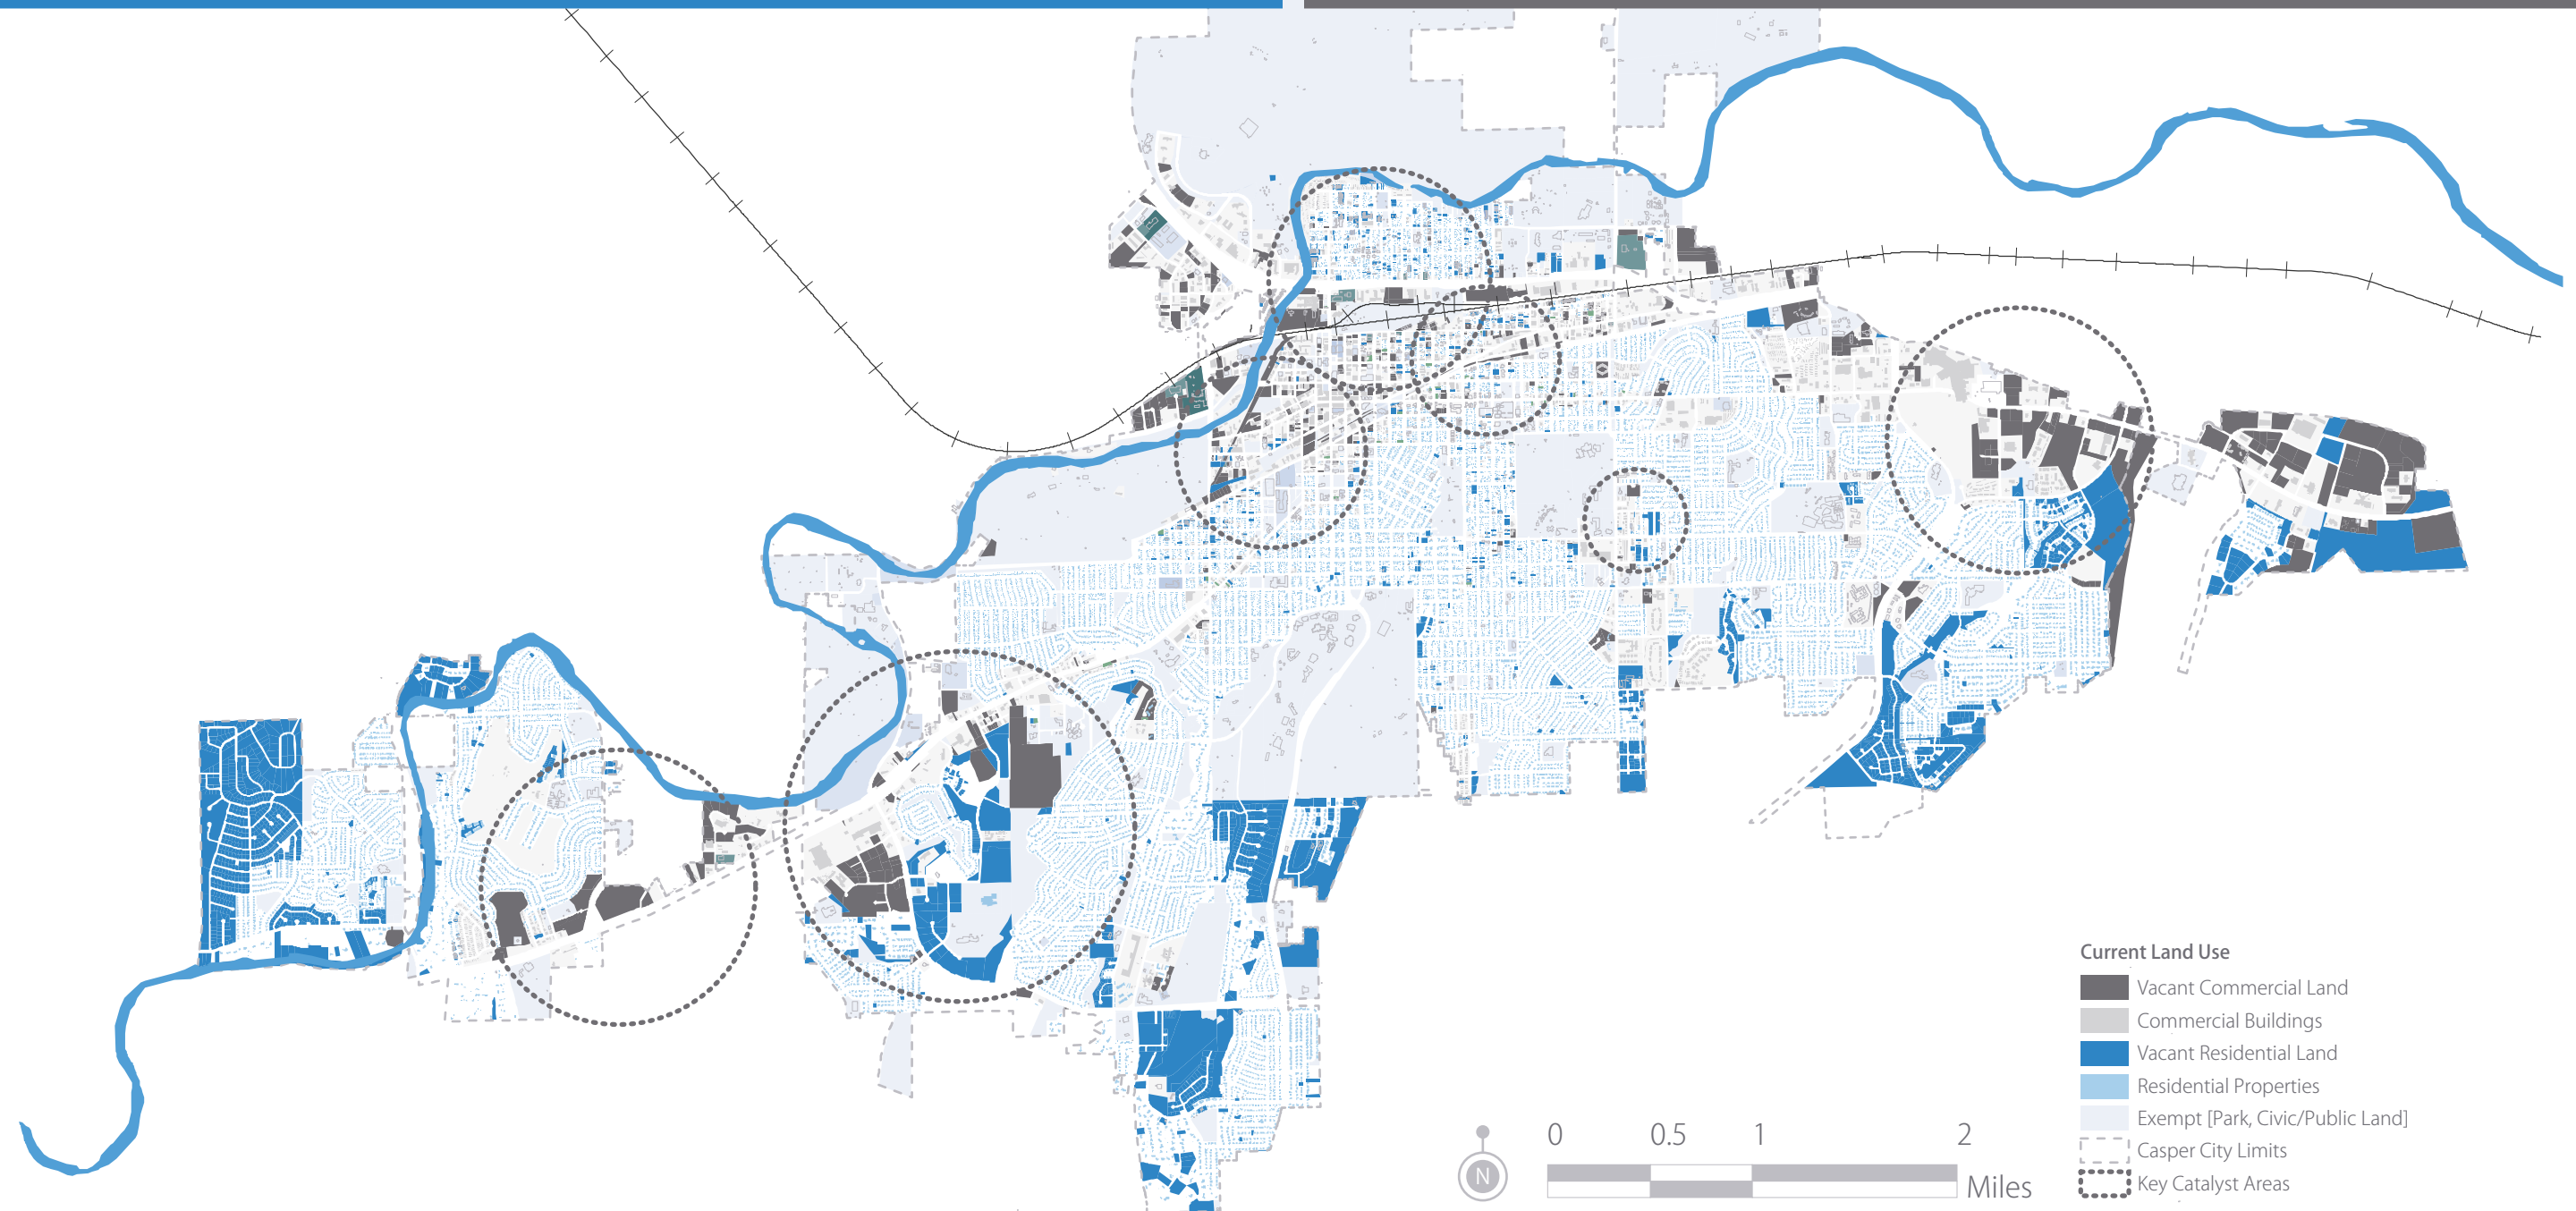 Current Land Use
Vacant Commercial Land
Commercial Buildings
Vacant Residential Land
Residential Properties
Exempt [Park, Civic/Public Land]
Casper City Limits
Key Catalyst Areas
N
0 0.5 1 2
Miles